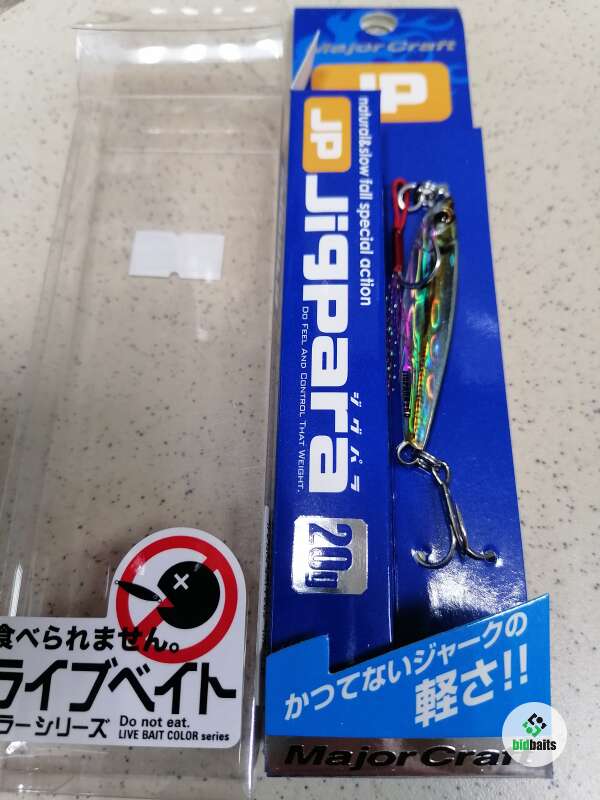 Major Craft
JP
natural&slow fall special action
JP Jigpara
DO FEEL AND CONTROL THAT WEIGHT.
ジグパラ
20g
かつてないジャークの
軽さ!!
Major Craft
食べられません。
ライブベイト
ラーシリーズ
Do not eat.
LIVE BAIT COLOR series
bidbaits